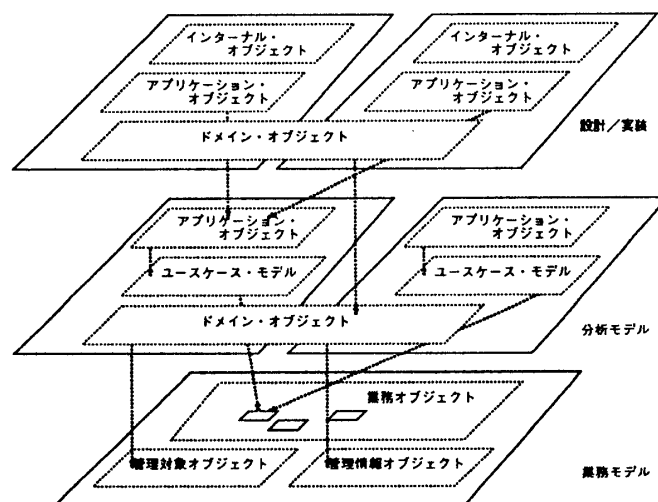 インターナル・
オブジェクト
インターナル・
オブジェクト
アプリケーション・
オブジェクト
アプリケーション・
オブジェクト
ドメイン・オブジェクト
設計／実装
アプリケーション・
オブジェクト
アプリケーション・
オブジェクト
ユースケース・モデル
ユースケース・モデル
ドメイン・オブジェクト
分析モデル
業務オブジェクト
管理対象オブジェクト
管理情報オブジェクト
業務モデル